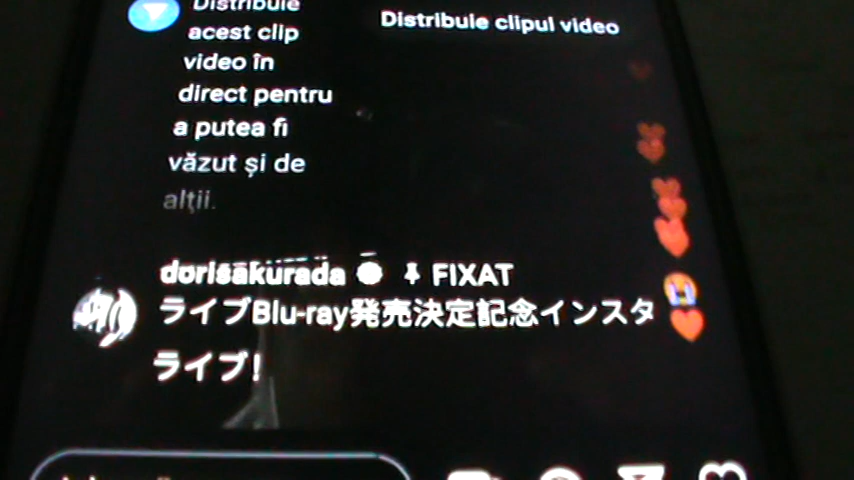 Distribuie
Distribuie clipul video
acest clip
video în
direct pentru
a putea fi
văzut și de
alții.
dorisakurada FIXAT
ライブBlu-ray発売決定記念インスタ
ライブ!